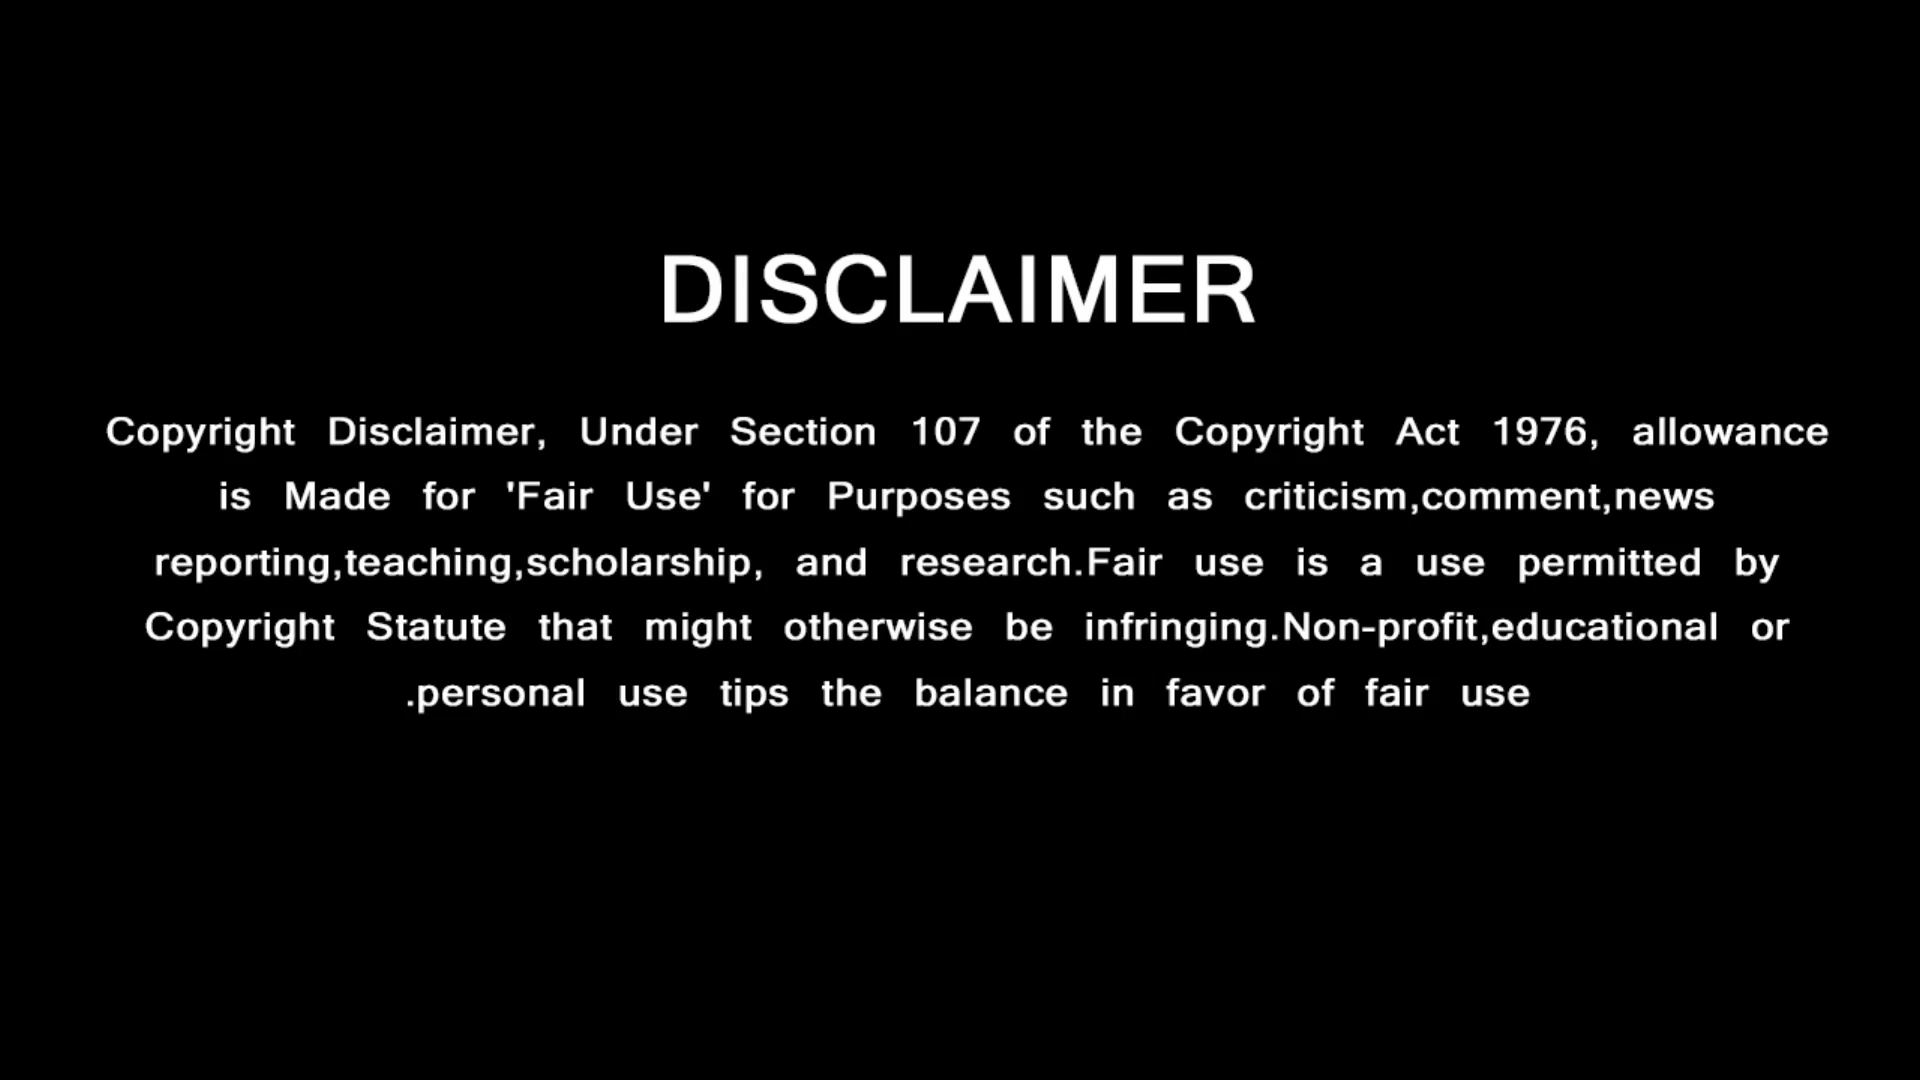 DISCLAIMER
Copyright Disclaimer, Under Section 107 of the Copyright Act 1976, allowance
is Made for 'Fair Use' for Purposes such as criticism,comment,news
reporting,teaching,scholarship, and research.Fair use is a use permitted by
Copyright Statute that might otherwise be infringing.Non-profit,educational or
.personal use tips the balance in favor of fair use